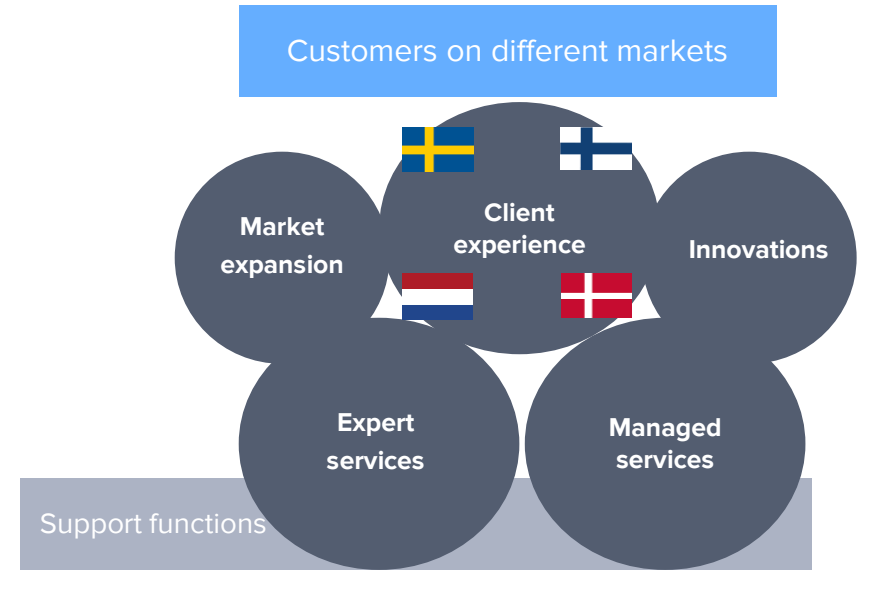 Customers on different markets
Market
expansion
Client
experience
Innovations
Expert
services
Managed
services
Support functions